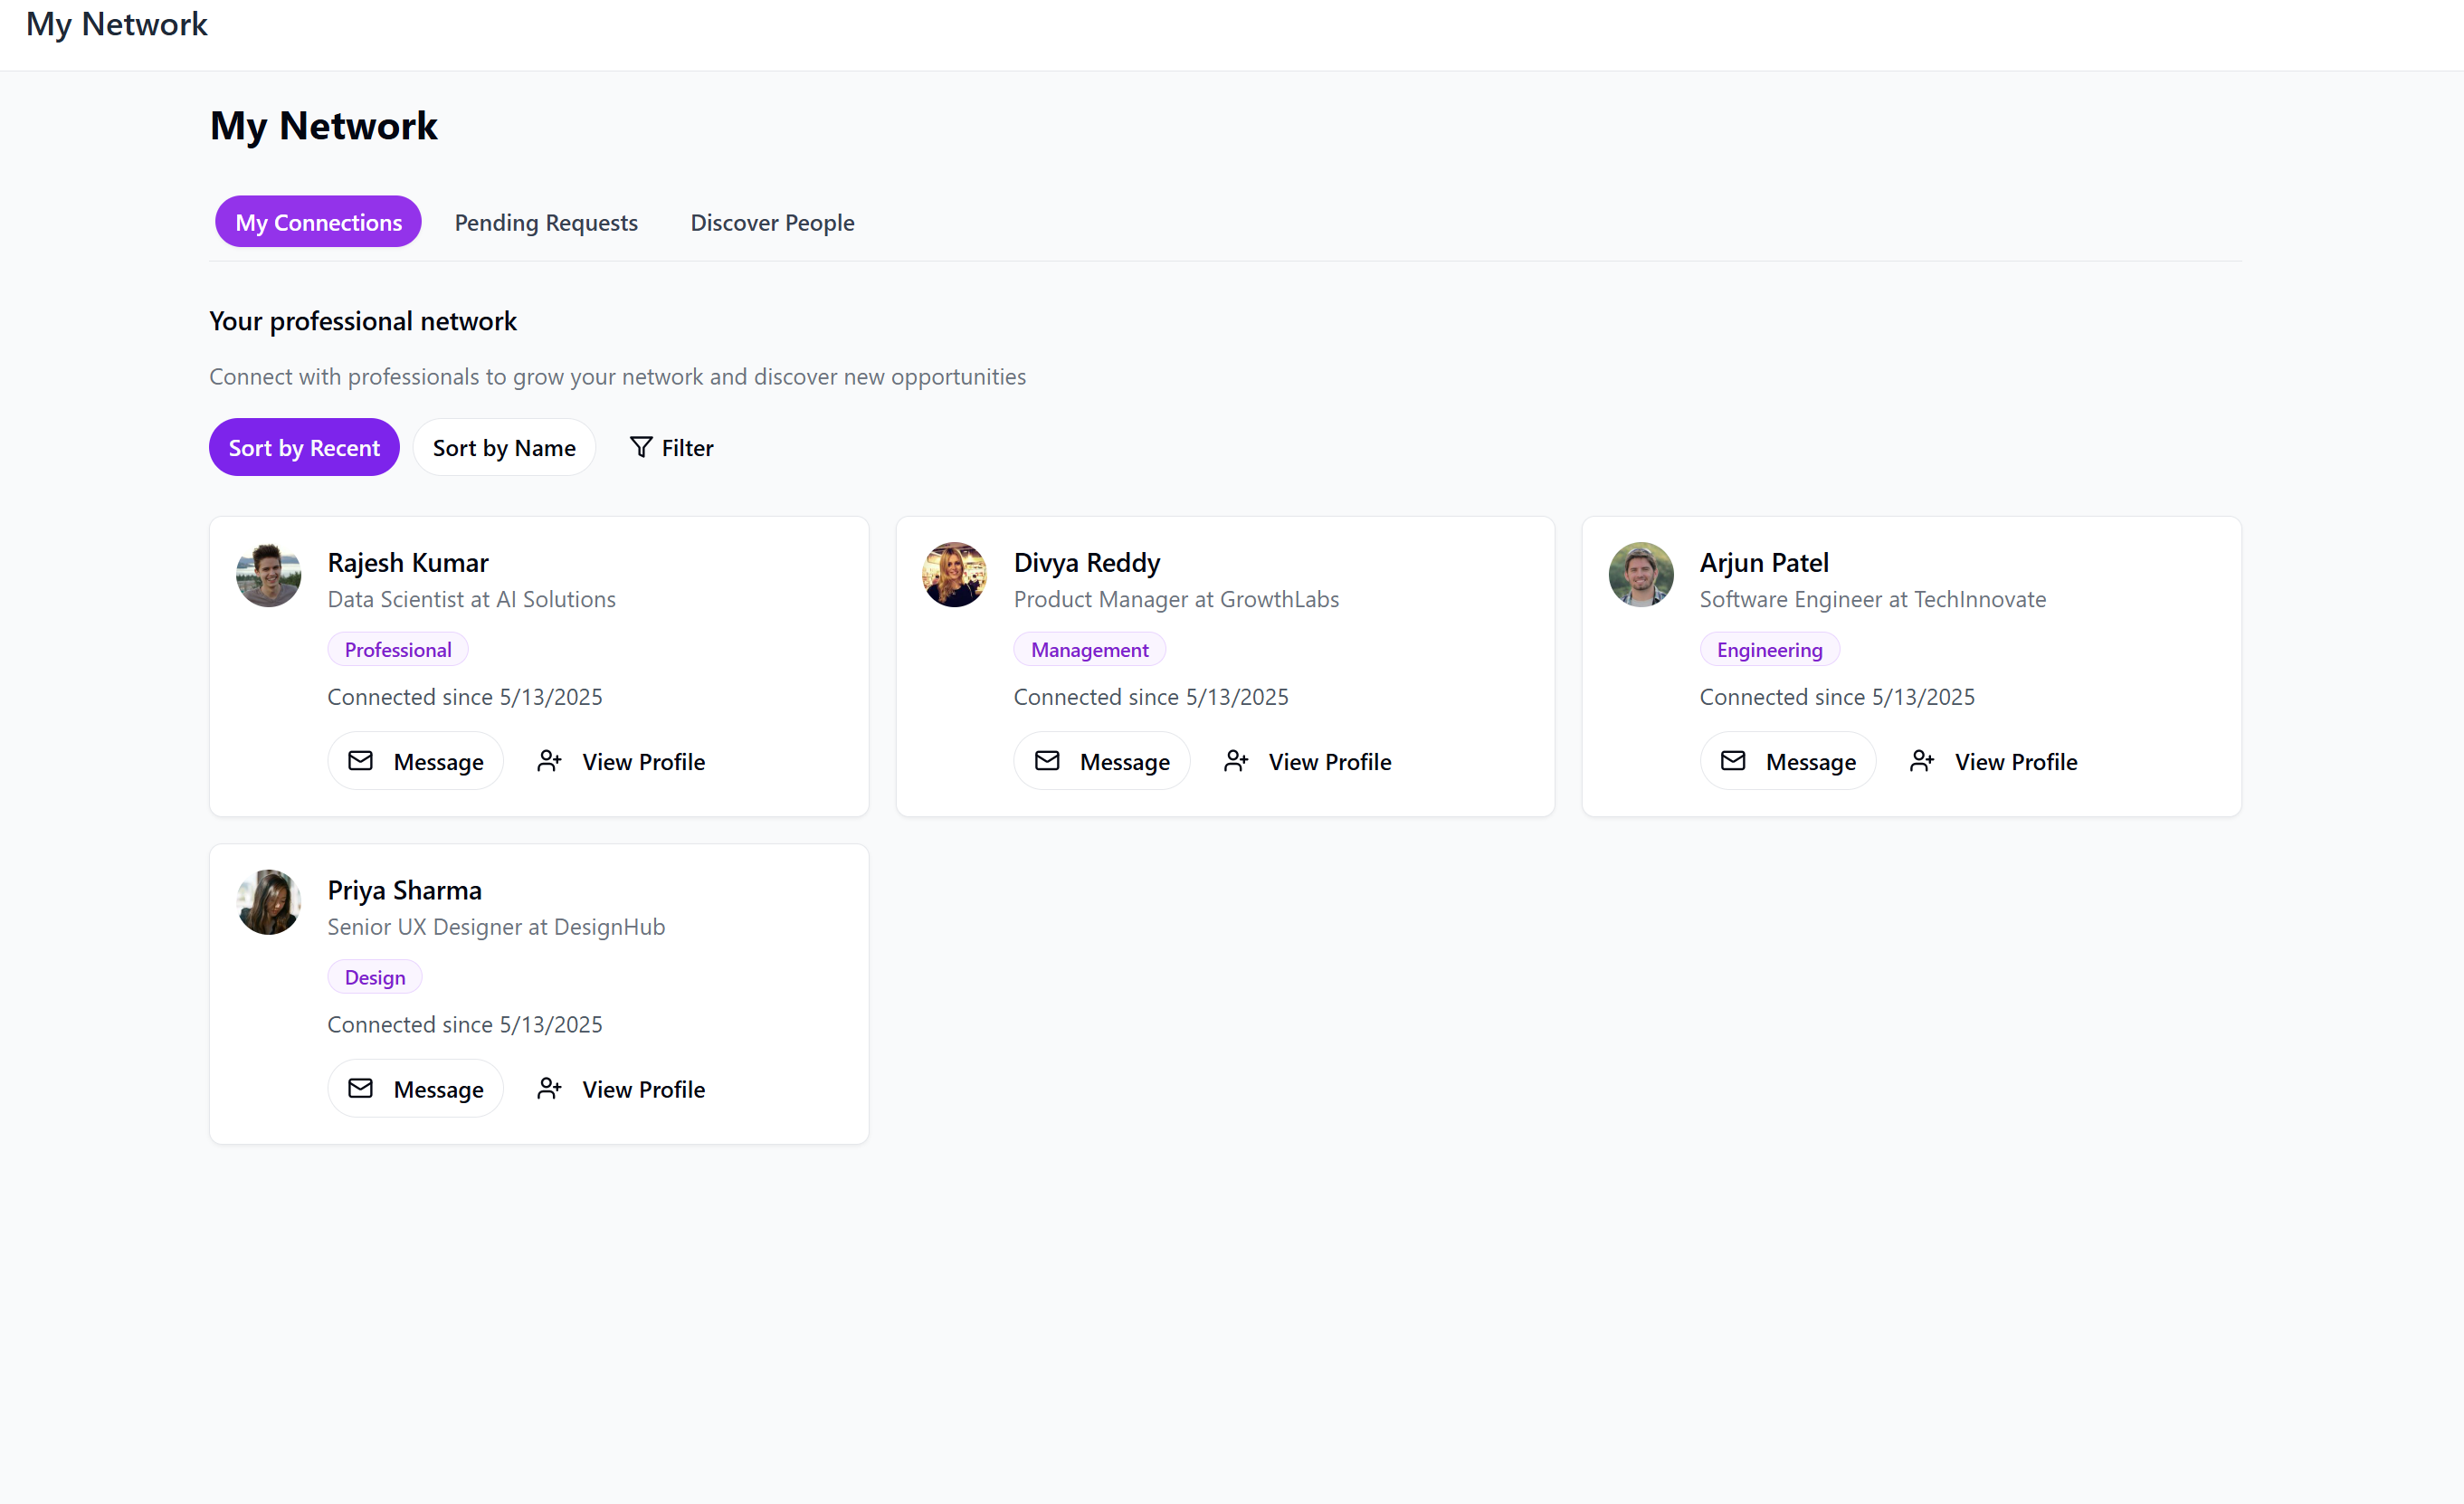 My Network
My Network
My Connections Pending Requests Discover People
Your professional network
Connect with professionals to grow your network and discover new opportunities
Sort by Recent Sort by Name Filter
Rajesh Kumar
Data Scientist at AI Solutions
Professional
Connected since 5/13/2025
Message View Profile
Divya Reddy
Product Manager at GrowthLabs
Management
Connected since 5/13/2025
Message View Profile
Arjun Patel
Software Engineer at TechInnovate
Engineering
Connected since 5/13/2025
Message View Profile
Priya Sharma
Senior UX Designer at DesignHub
Design
Connected since 5/13/2025
Message View Profile